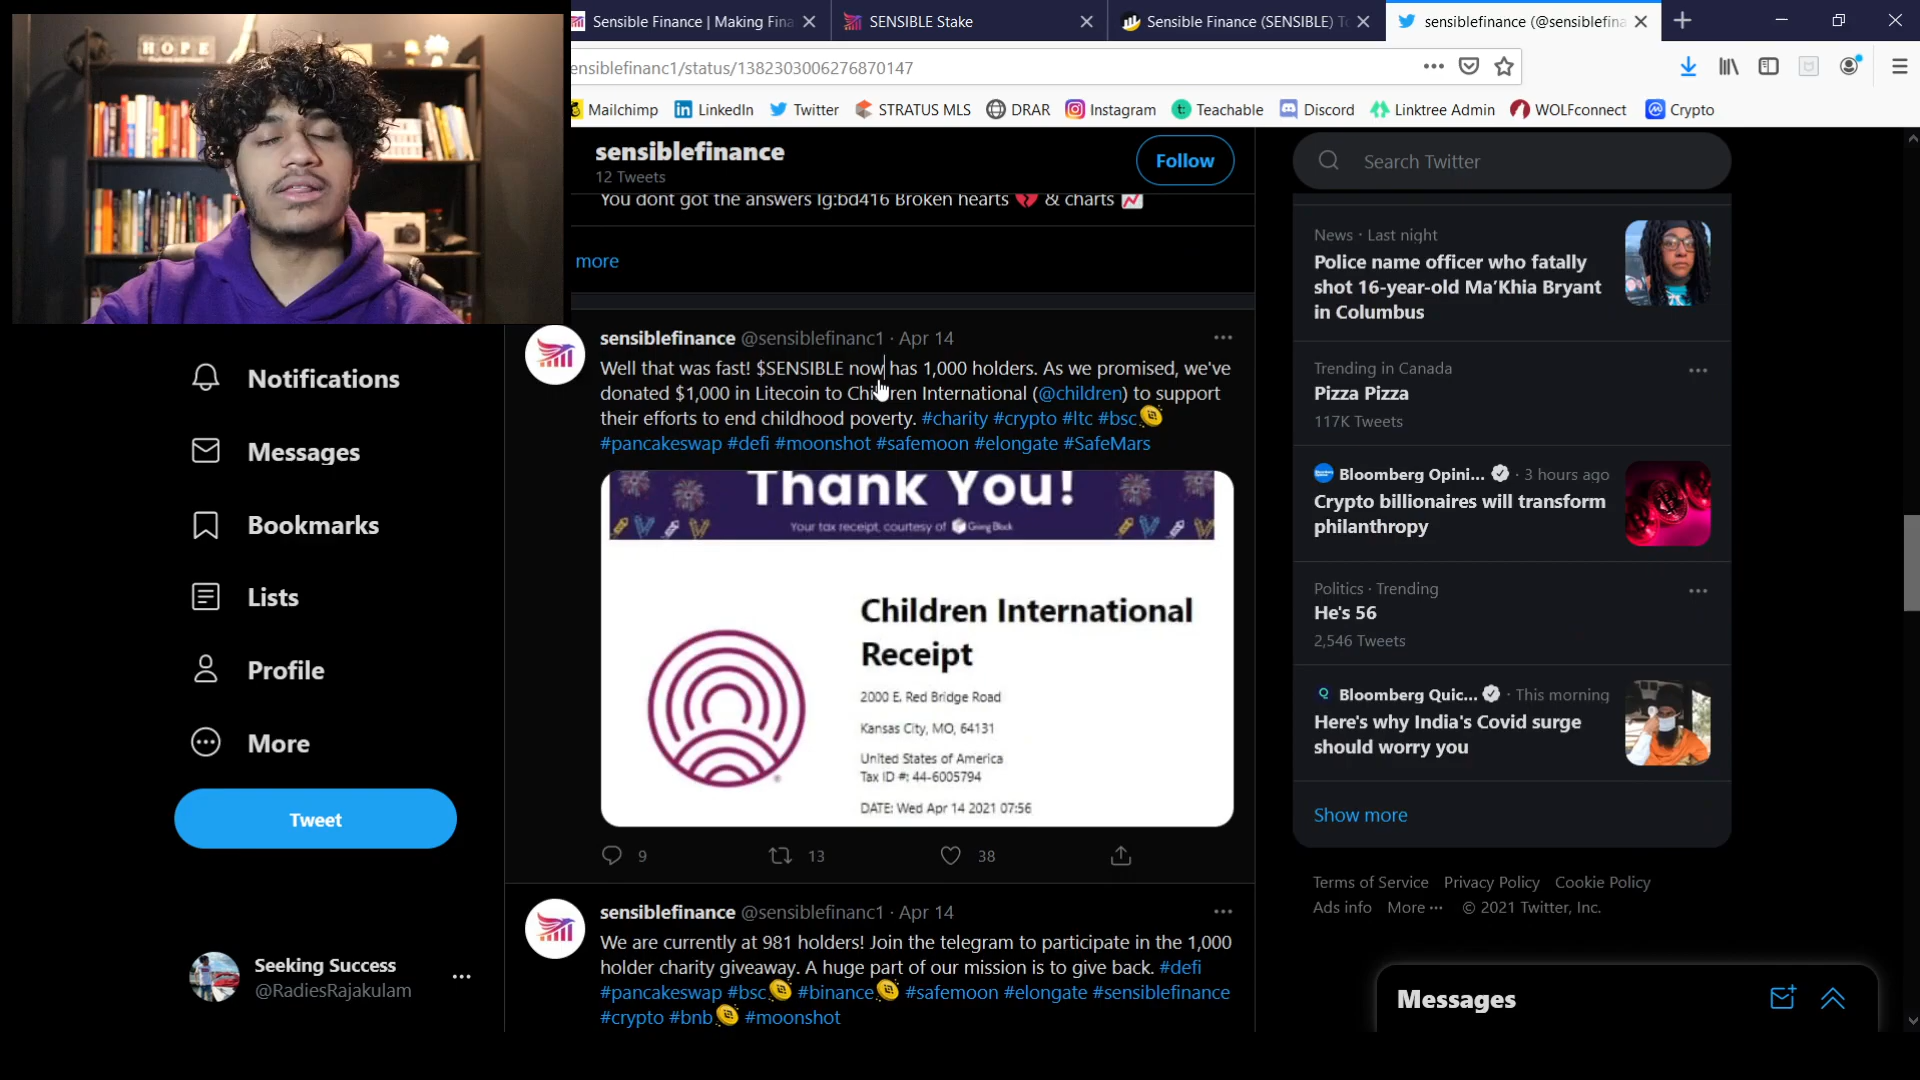 HOPE
Sensible Finance | Making Fina
SENSIBLE Stake
Sensible Finance (SENSIBLE) To
sensiblefinance (@sensiblefina
ensiblefinanc1/status/1382303006276870147
Mailchimp
LinkedIn
Twitter
STRATUS MLS
DRAR
Instagram
Teachable
Discord
Linktree Admin
WOLFconnect
Crypto
sensiblefinance
12 Tweets
Follow
You dont got the answers Ig:bd416 Broken hearts 💔 & charts 📈
more
sensiblefinance @sensiblefinanc1 · Apr 14
Well that was fast! $SENSIBLE now has 1,000 holders. As we promised, we've
donated $1,000 in Litecoin to Children International (@children) to support
their efforts to end childhood poverty. #charity #crypto #ltc #bsc
#pancakeswap #defi #moonshot #safemoon #elongate #SafeMars
Thank You!
Your tax receipt, courtesy of Giving Block
Children International
Receipt
2000 E. Red Bridge Road
Kansas City, MO, 64131
United States of America
Tax ID #: 44-6005794
DATE: Wed Apr 14 2021 07:56
9
13
38
sensiblefinance @sensiblefinanc1 · Apr 14
We are currently at 981 holders! Join the telegram to participate in the 1,000
holder charity giveaway. A huge part of our mission is to give back. #defi
#pancakeswap #bsc #binance #safemoon #elongate #sensiblefinance
#crypto #bnb #moonshot
Notifications
Messages
Bookmarks
Lists
Profile
More
Tweet
Seeking Success
@RadiesRajakulam
Search Twitter
News · Last night
Police name officer who fatally
shot 16-year-old Ma'Khia Bryant
in Columbus
Trending in Canada
Pizza Pizza
117K Tweets
Bloomberg Opini... · 3 hours ago
Crypto billionaires will transform
philanthropy
Politics · Trending
He's 56
2,546 Tweets
Bloomberg Quic... · This morning
Here's why India's Covid surge
should worry you
Show more
Terms of Service Privacy Policy Cookie Policy
Ads info More ··· © 2021 Twitter, Inc.
Messages